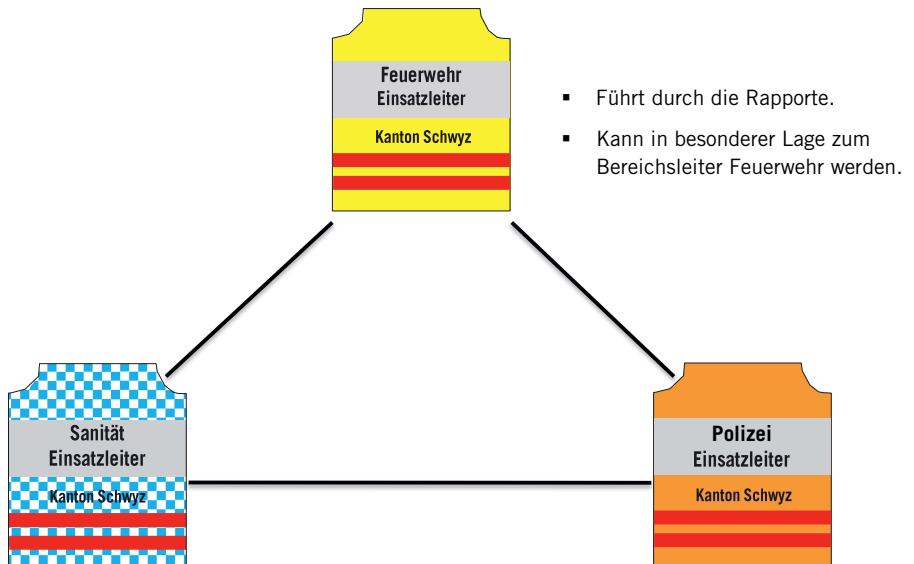 Feuerwehr
Einsatzleiter
Kanton Schwyz
▪ Führt durch die Rapporte.
▪ Kann in besonderer Lage zum
Bereichsleiter Feuerwehr werden.
Sanität
Einsatzleiter
Kanton Schwyz
Polizei
Einsatzleiter
Kanton Schwyz